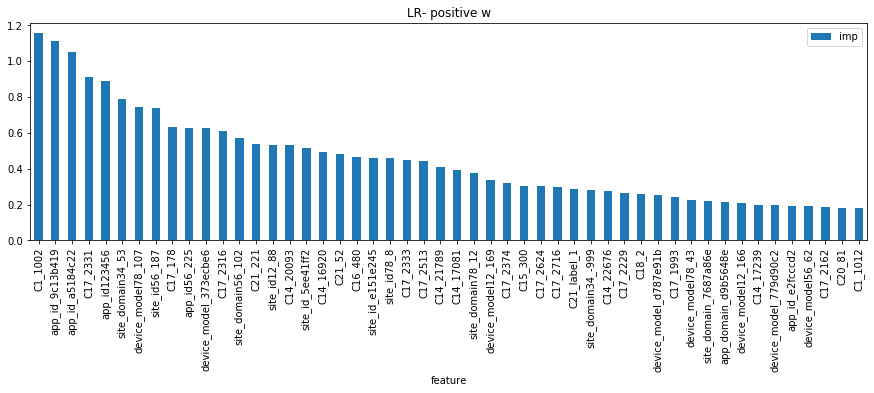 LR- positive w
imp
1.2
1.0
0.8
0.6
0.4
0.2
0.0
C1_1002
app_id_9c13b419
app_id_a5184c22
C17_2331
app_id123456
site_domain34_53
device_model78_107
site_id56_187
C17_178
app_id56_225
device_model_373ecbe6
C17_2316
site_domain56_102
C21_221
site_id12_88
C14_20093
site_id_5ee41ff2
C14_16920
C21_52
C16_480
site_id_e151e245
site_id78_8
C17_2333
C17_2513
C14_21789
C14_17081
site_domain78_12
device_model12_169
C17_2374
C15_300
C17_2624
C17_2716
C21_label_1
site_domain34_-999
C14_22676
C17_2229
C18_2
device_model_d787e91b
C17_1993
device_model78_43
site_domain_7687a86e
app_domain_d9b5648e
device_model12_166
C14_17239
device_model_779d90c2
app_id_e2fcccd2
device_model56_62
C17_2162
C20_81
C1_1012
feature